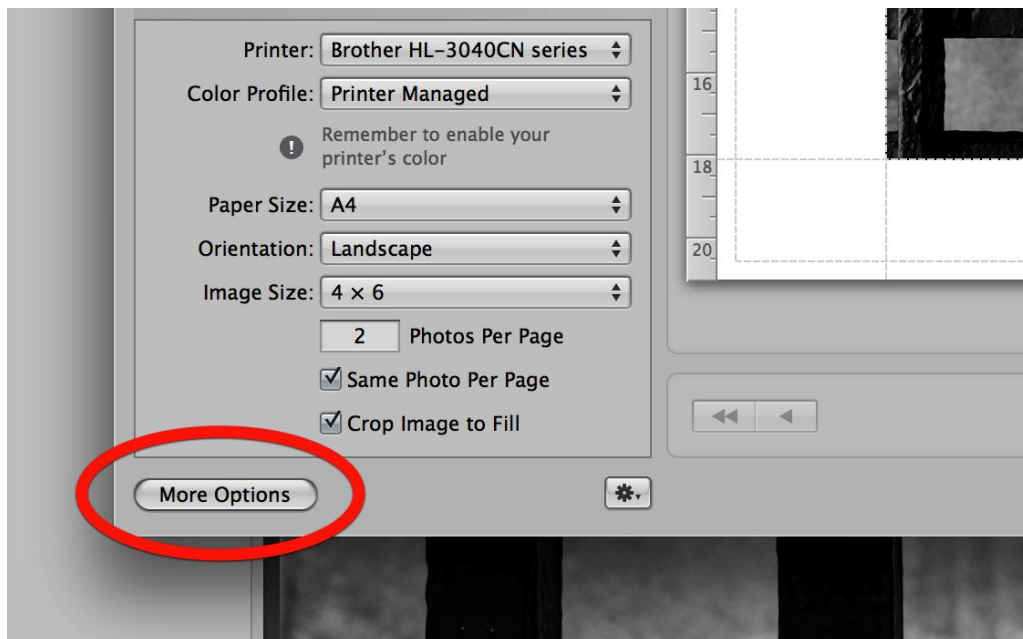 Printer: Brother HL-3040CN series
Color Profile: Printer Managed
! Remember to enable your
printer's color
Paper Size: A4
Orientation: Landscape
Image Size: 4 × 6
2 Photos Per Page
Same Photo Per Page
Crop Image to Fill
More Options
16
18
20